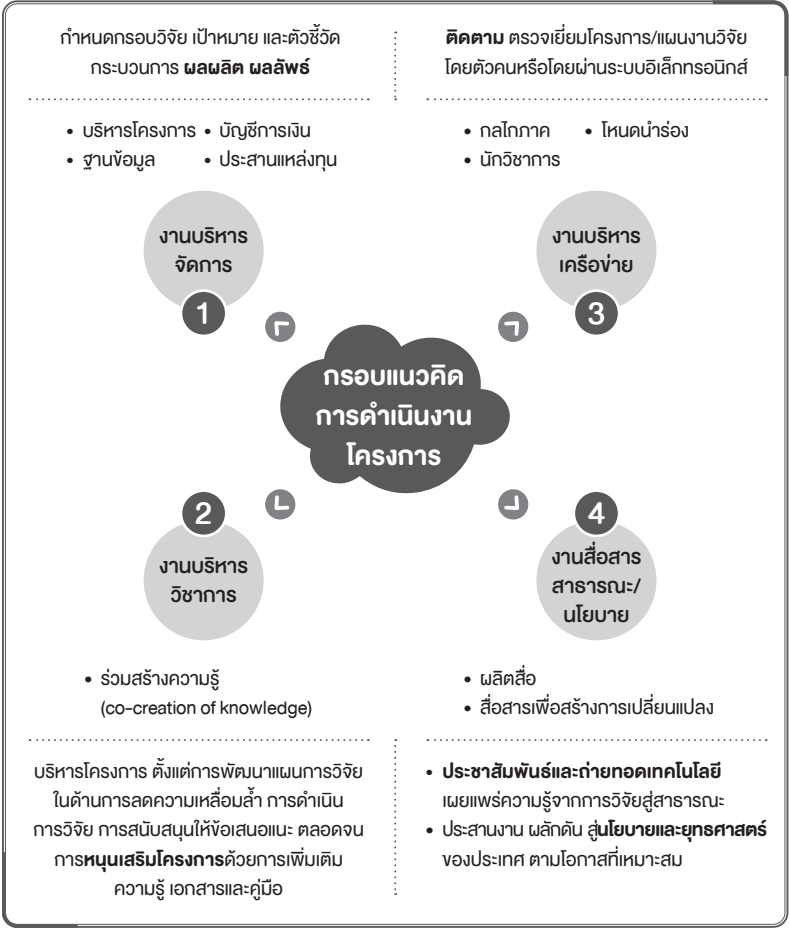 กำหนดกรอบวิจัย เป้าหมาย และตัวชี้วัด
กระบวนการ ผลผลิต ผลลัพธ์
• บริหารโครงการ • บัญชีการเงิน
• ฐานข้อมูล • ประสานแหล่งทุน
งานบริหาร
จัดการ
1
ติดตาม ตรวจเยี่ยมโครงการ/แผนงานวิจัย
โดยตัวคนหรือโดยผ่านระบบอิเล็กทรอนิกส์
• กลไกภาค • โหนดนำร่อง
• นักวิชาการ
งานบริหาร
เครือข่าย
3
กรอบแนวคิด
การดำเนินงาน
โครงการ
2
งานบริหาร
วิชาการ
• ร่วมสร้างความรู้
(co-creation of knowledge)
บริหารโครงการ ตั้งแต่การพัฒนาแผนการวิจัย
ในด้านการลดความเหลื่อมล้ำ การดำเนิน
การวิจัย การสนับสนุนให้ข้อเสนอแนะ ตลอดจน
การหนุนเสริมโครงการด้วยการเพิ่มเติม
ความรู้ เอกสารและคู่มือ
4
งานสื่อสาร
สาธารณะ/
นโยบาย
• ผลิตสื่อ
• สื่อสารเพื่อสร้างการเปลี่ยนแปลง
• ประชาสัมพันธ์และถ่ายทอดเทคโนโลยี
เผยแพร่ความรู้จากการวิจัยสู่สาธารณะ
• ประสานงาน ผลักดัน สู่นโยบายและยุทธศาสตร์
ของประเทศ ตามโอกาสที่เหมาะสม